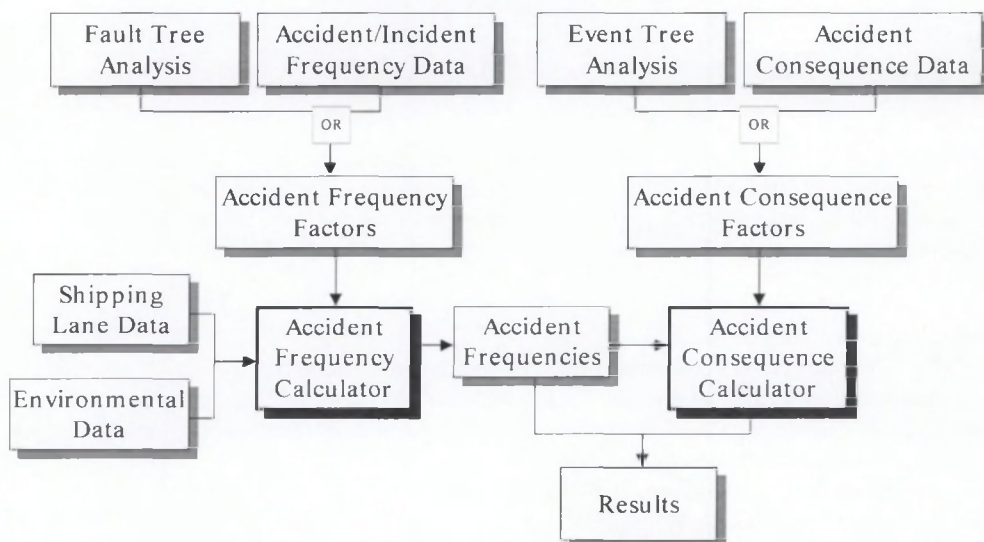 Fault Tree
Analysis
Accident/Incident
Frequency Data
Event Tree
Analysis
Accident
Consequence Data
OR
OR
Accident Frequency
Factors
Accident Consequence
Factors
Shipping
Lane Data
Environmental
Data
Accident
Frequency
Calculator
Accident
Frequencies
Accident
Consequence
Calculator
Results